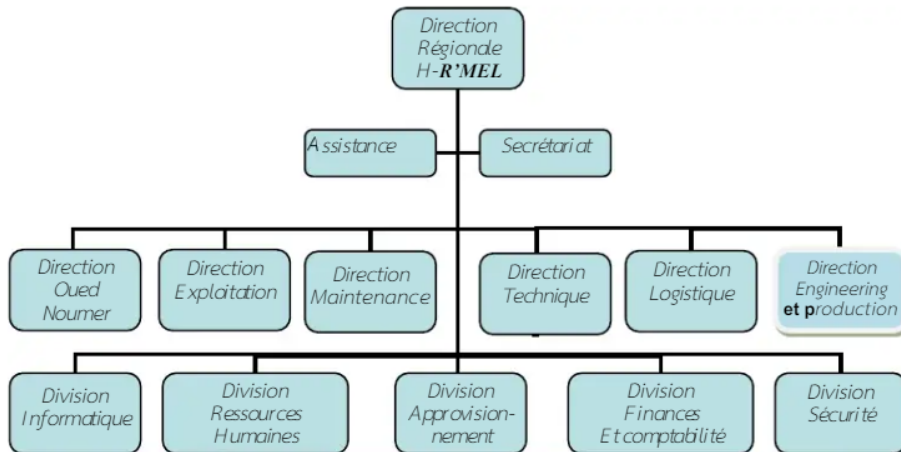 Direction
Régionale
H-R'MEL
Assistance
Secrétariat
Direction
Oued
Noumer
Direction
Exploitation
Direction
Maintenance
Direction
Technique
Direction
Logistique
Direction
Engineering
et production
Division
Informatique
Division
Ressources
Humaines
Division
Approvision-
nement
Division
Finances
Et comptabilité
Division
Sécurité